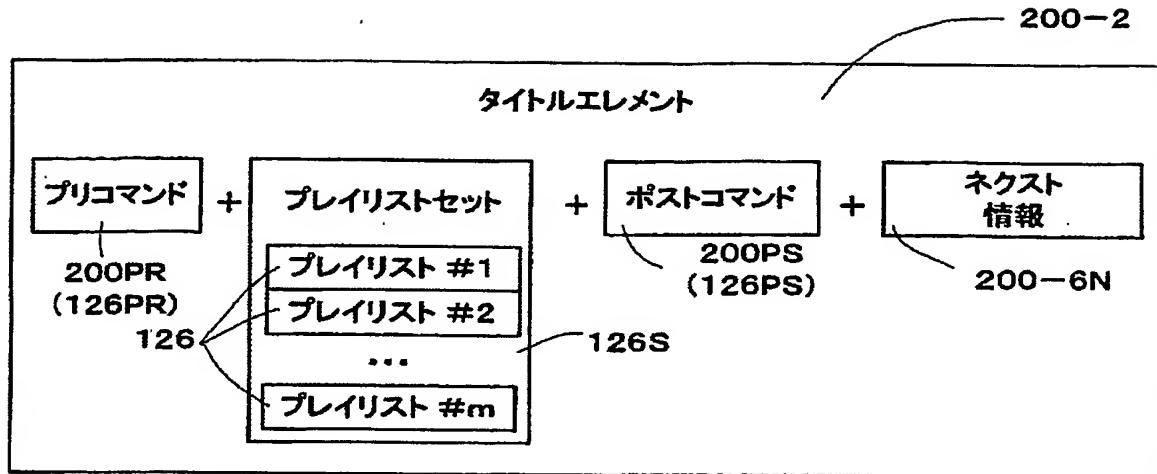 200-2
タイトルエレメント
プリコマンド
+
プレイリストセット
+
ポストコマンド
+
ネクスト
情報
200PR
(126PR)
プレイリスト #1
プレイリスト #2
...
プレイリスト #m
126
126S
200PS
(126PS)
200-6N